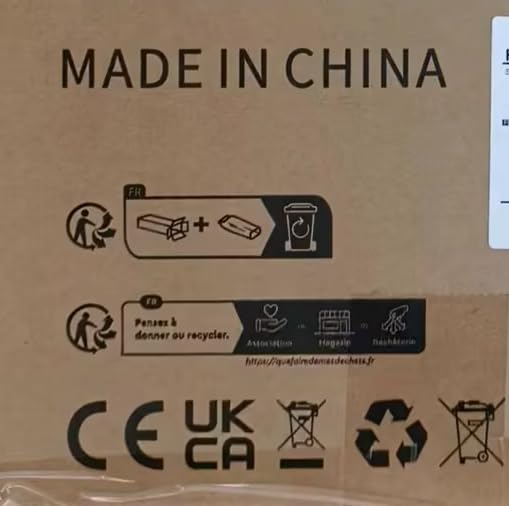 MADE IN CHINA
FR
FR
Pensez à
donner ou recycler.
Association
Magasin
Déchèterie
https://quefairedemesdechets.fr
CE
UK
CA